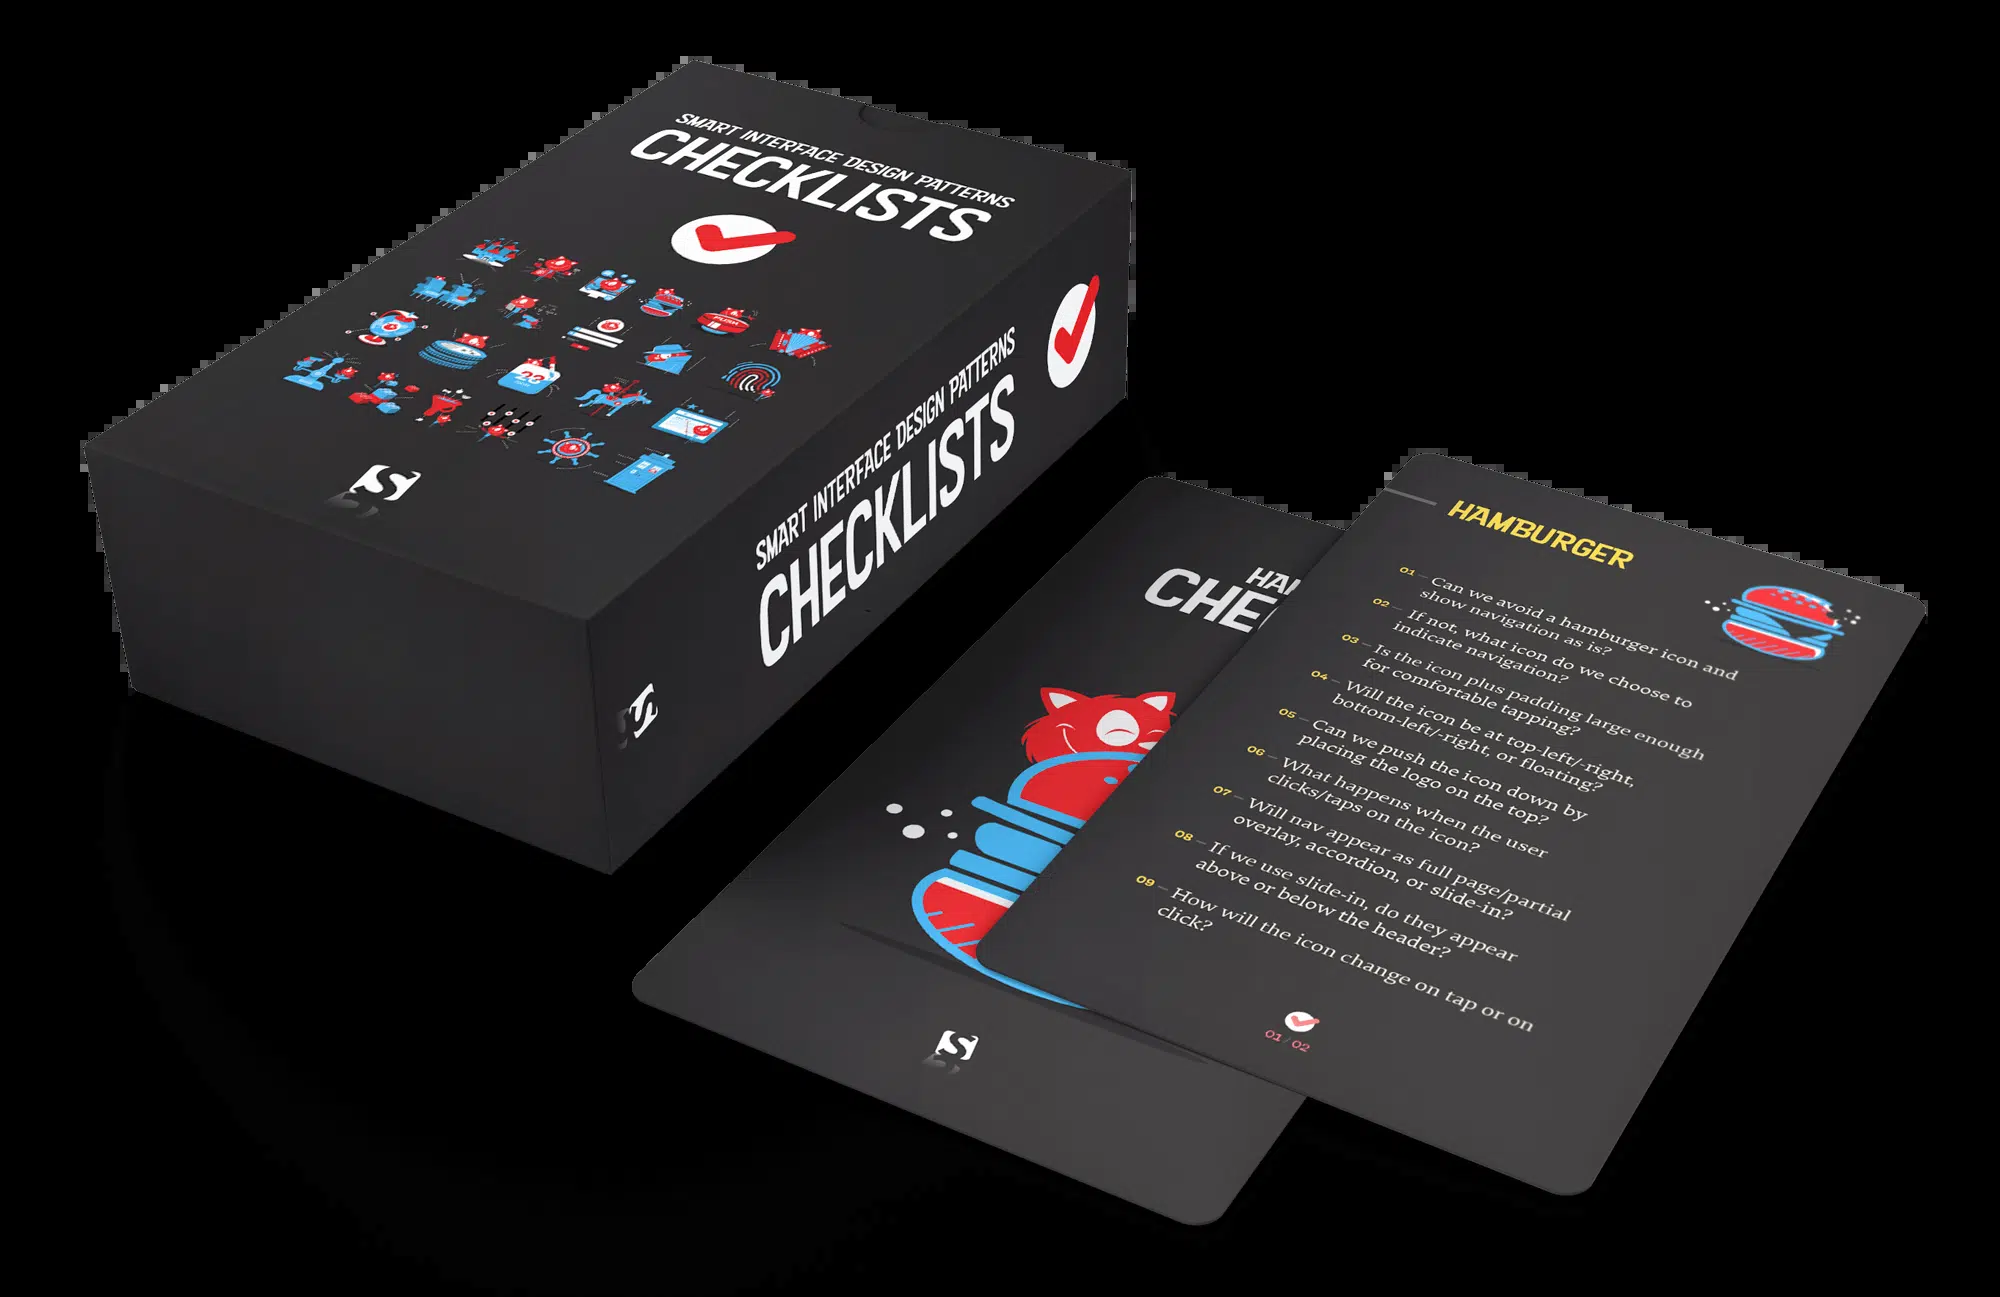 SMART INTERFACE DESIGN PATTERNS
CHECKLISTS
SMART INTERFACE DESIGN PATTERNS
CHECKLISTS
S
S
HAMBURGER
01 – Can we avoid a hamburger icon and
show navigation as is?
02 – If not, what icon do we choose to
indicate navigation?
03 – Is the icon plus padding large enough
for comfortable tapping?
04 – Will the icon be at top-left/-right,
bottom-left/-right, or floating?
05 – Can we push the icon down by
placing the logo on the top?
06 – What happens when the user
clicks/taps on the icon?
07 – Will nav appear as full page/partial
overlay, accordion, or slide-in?
08 – If we use slide-in, do they appear
above or below the header?
09 – How will the icon change on tap or on
click?
01/02
HA
CHE
S